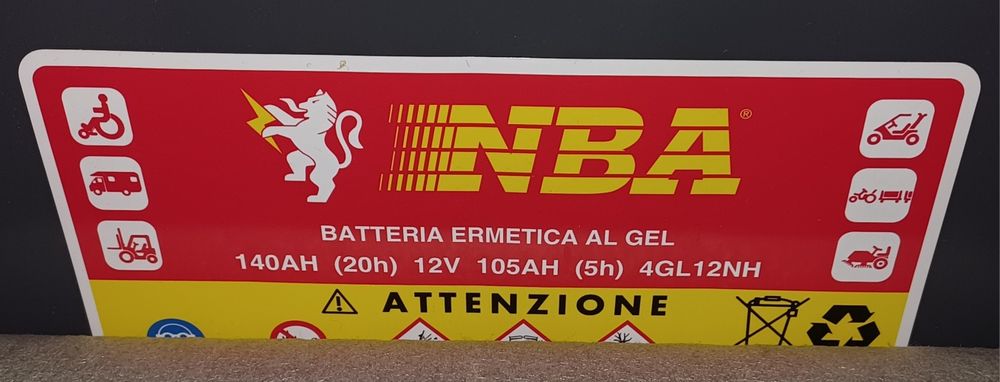 NBA®
BATTERIA ERMETICA AL GEL
140AH (20h) 12V 105AH (5h) 4GL12NH
ATTENZIONE